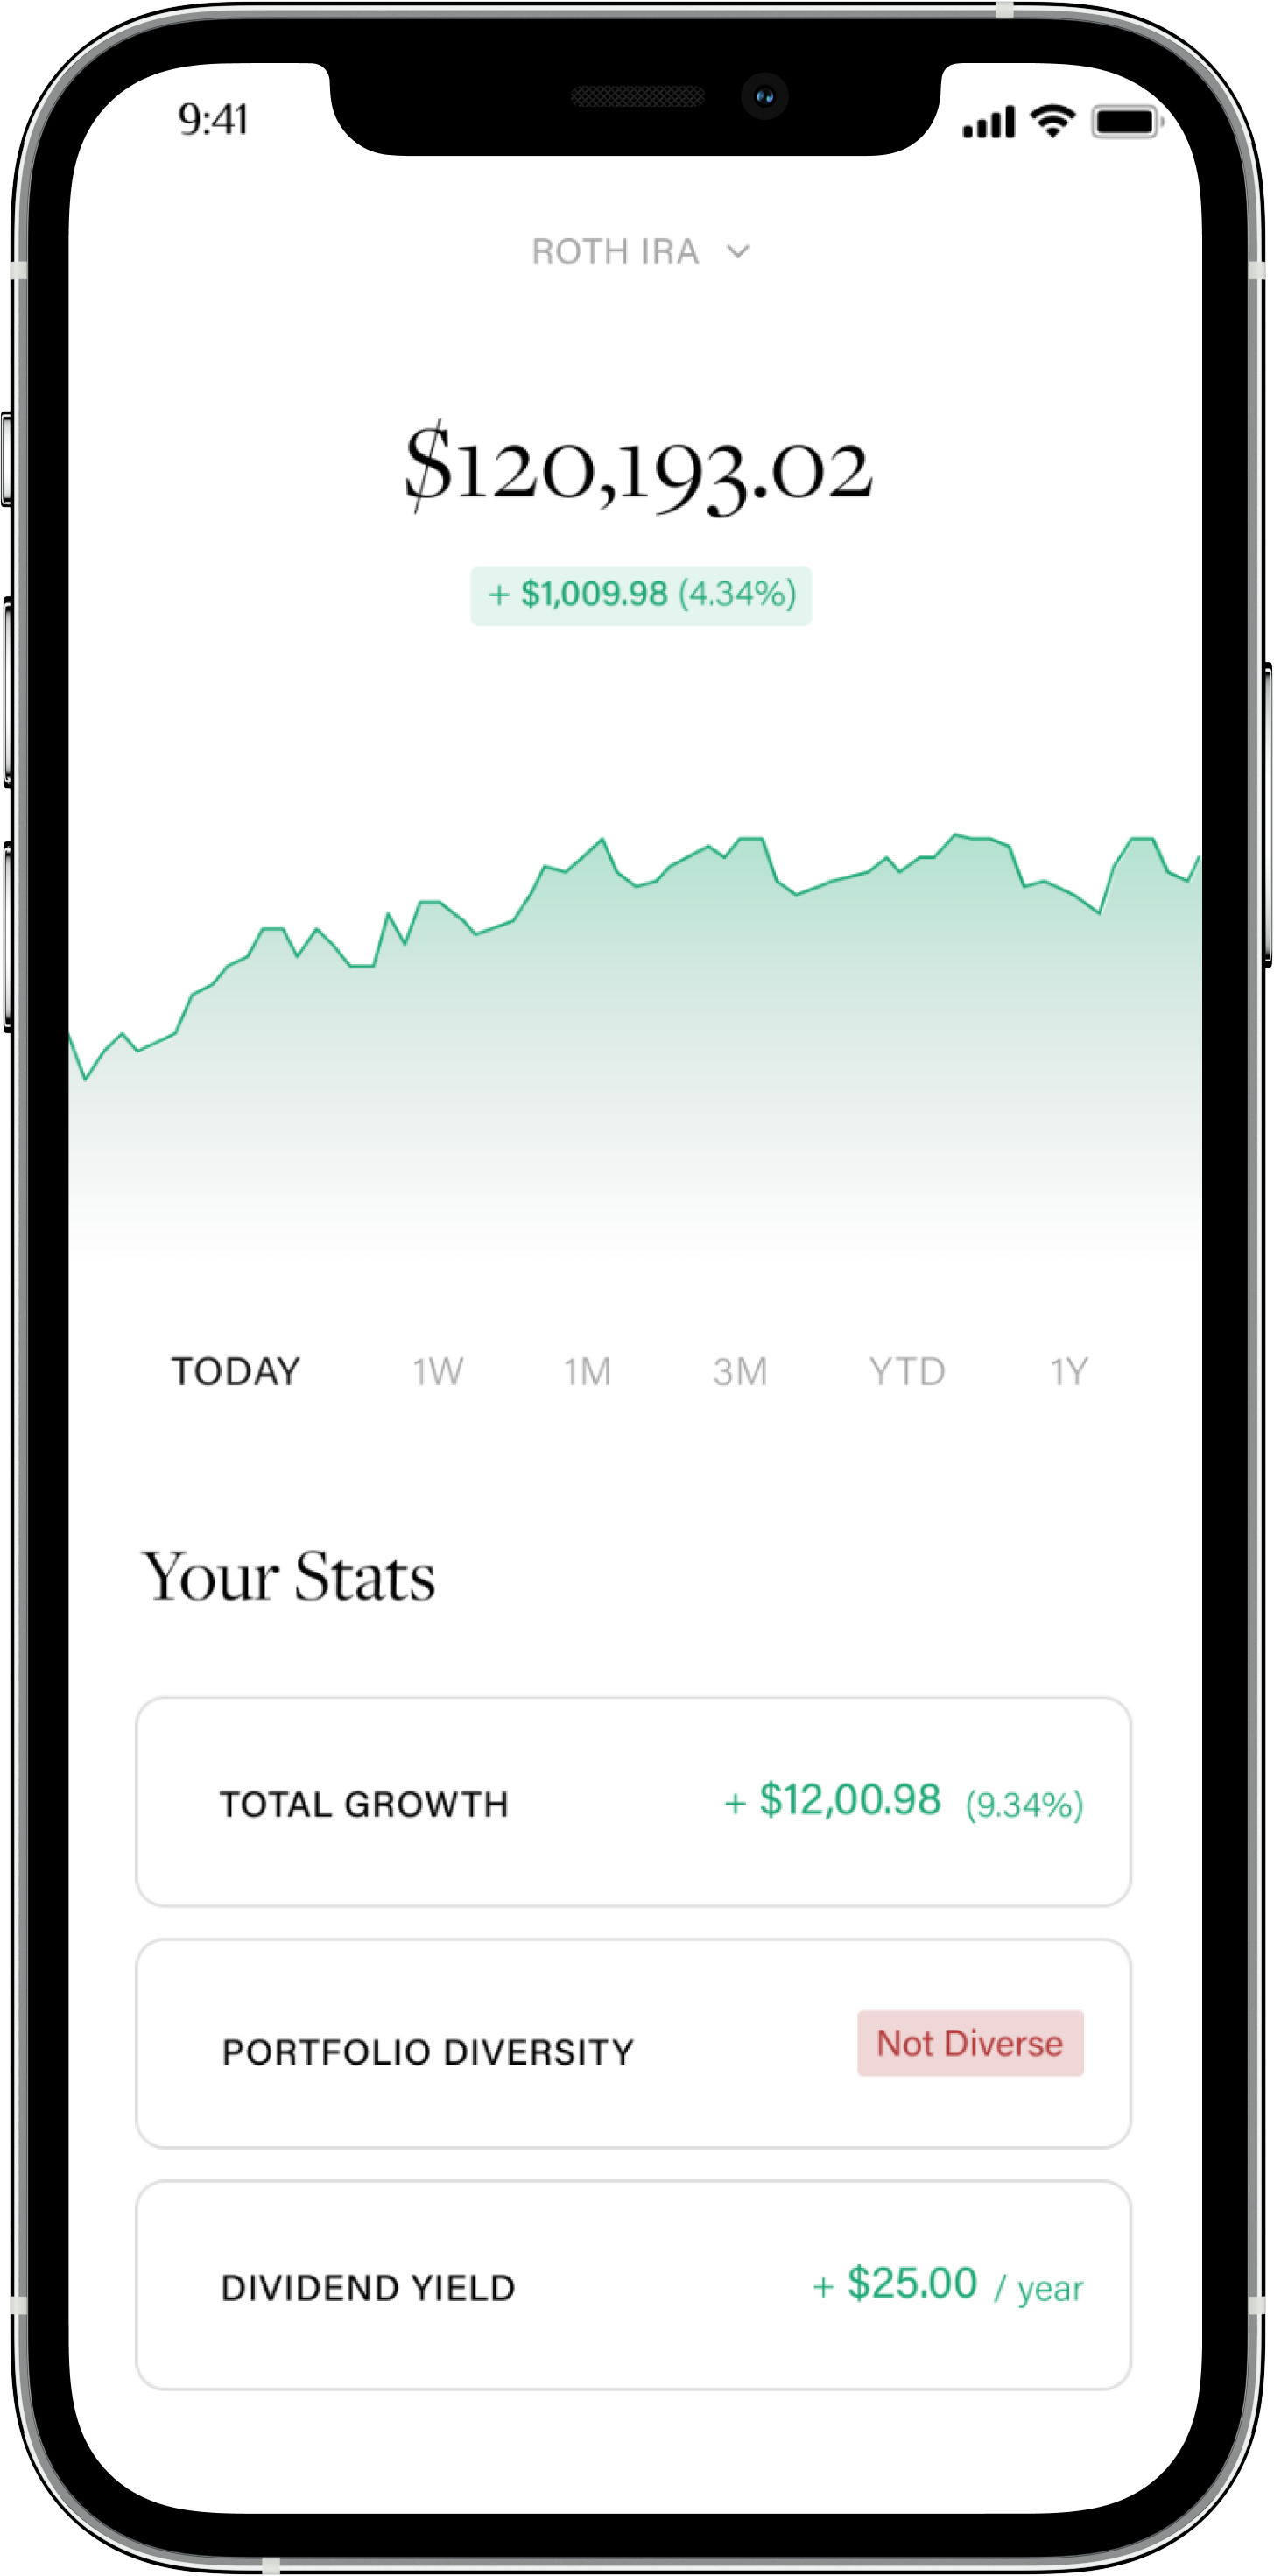 9:41
ROTH IRA
$120,193.02
+ $1,009.98 (4.34%)
TODAY 1W 1M 3M YTD 1Y
Your Stats
TOTAL GROWTH + $12,00.98 (9.34%)
PORTFOLIO DIVERSITY Not Diverse
DIVIDEND YIELD + $25.00 / year